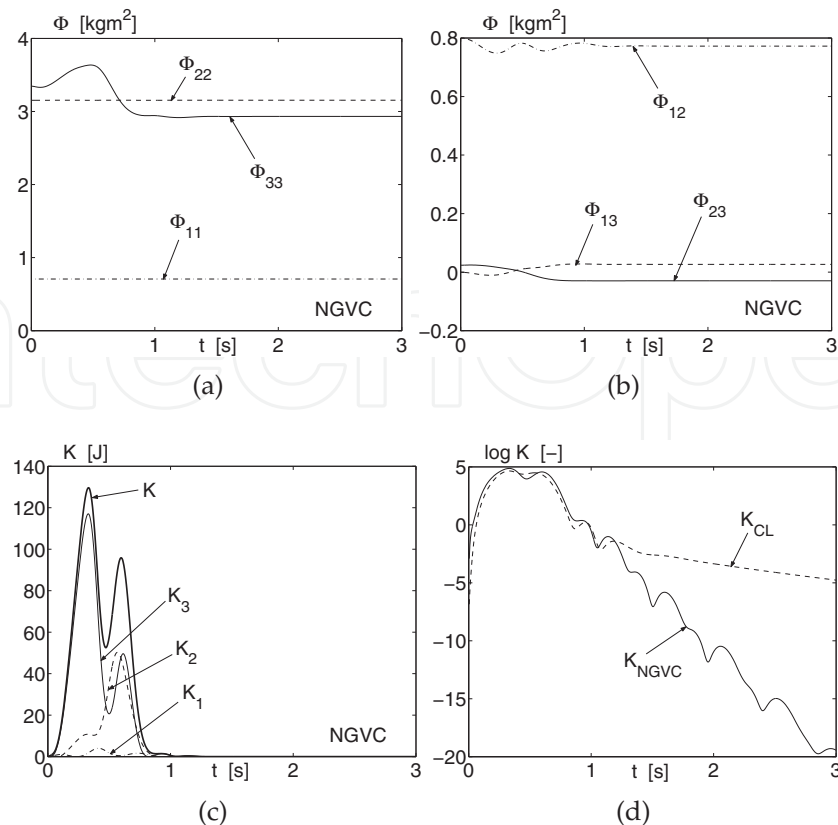 Φ [kgm²]
4
3
2
1
0
0
1
2
3
t [s]
Φ₂₂
Φ₃₃
Φ₁₁
NGVC
(a)
Φ [kgm²]
0.8
0.6
0.4
0.2
0
−0.2
0
1
2
3
t [s]
Φ₁₂
Φ₁₃
Φ₂₃
NGVC
(b)
K [J]
140
120
100
80
60
40
20
0
0
1
2
3
t [s]
K
K₃
K₂
K₁
NGVC
(c)
log K [−]
5
0
−5
−10
−15
−20
0
1
2
3
t [s]
K_CL
K_NGVC
(d)